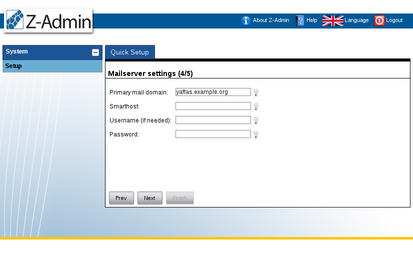 Z-Admin
About Z-Admin Help Language Logout
System
Setup
Quick Setup
Mailserver settings (4/5)
Primary mail domain: yaffas.example.org
Smarthost:
Username (if needed):
Password:
Prev Next Finish